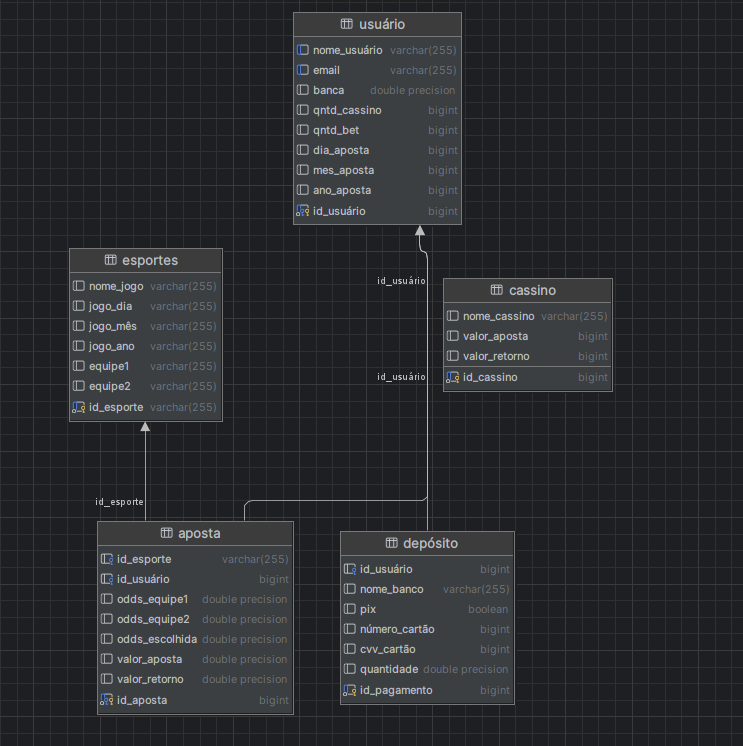 usuário
nome_usuário varchar(255)
email varchar(255)
banca double precision
qntd_cassino bigint
qntd_bet bigint
dia_aposta bigint
mes_aposta bigint
ano_aposta bigint
id_usuário bigint
esportes
nome_jogo varchar(255)
jogo_dia varchar(255)
jogo_mês varchar(255)
jogo_ano varchar(255)
equipe1 varchar(255)
equipe2 varchar(255)
id_esporte varchar(255)
id_usuário
cassino
nome_cassino varchar(255)
valor_aposta bigint
valor_retorno bigint
id_cassino bigint
id_usuário
id_esporte
aposta
id_esporte varchar(255)
id_usuário bigint
odds_equipe1 double precision
odds_equipe2 double precision
odds_escolhida double precision
valor_aposta double precision
valor_retorno double precision
id_aposta bigint
depósito
id_usuário bigint
nome_banco varchar(255)
pix boolean
número_cartão bigint
cvv_cartão bigint
quantidade double precision
id_pagamento bigint